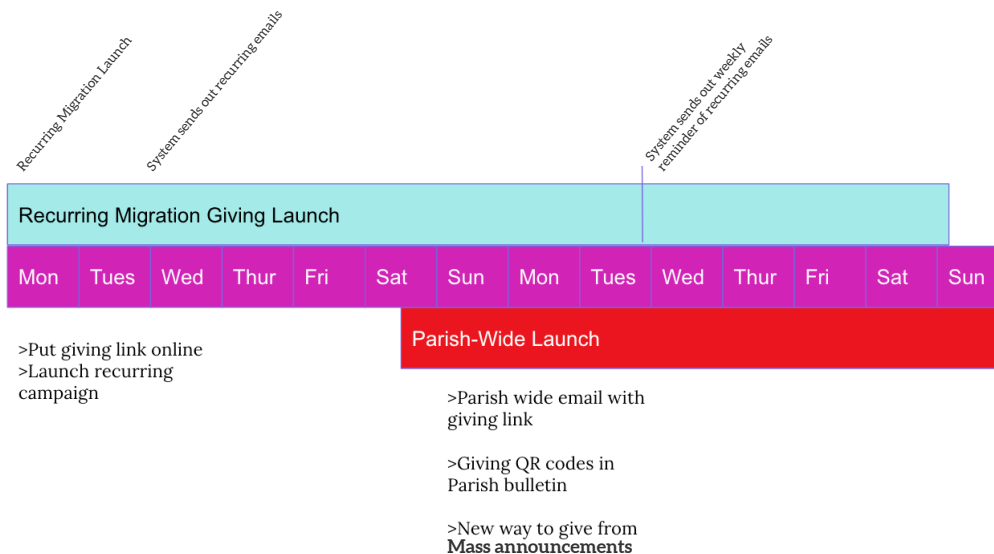 Recurring Migration Launch
System sends out recurring emails
System sends out weekly
reminder of recurring emails
Recurring Migration Giving Launch
Mon Tues Wed Thur Fri Sat Sun Mon Tues Wed Thur Fri Sat Sun
Parish-Wide Launch
>Put giving link online
>Launch recurring
campaign
>Parish wide email with
giving link
>Giving QR codes in
Parish bulletin
>New way to give from
Mass announcements